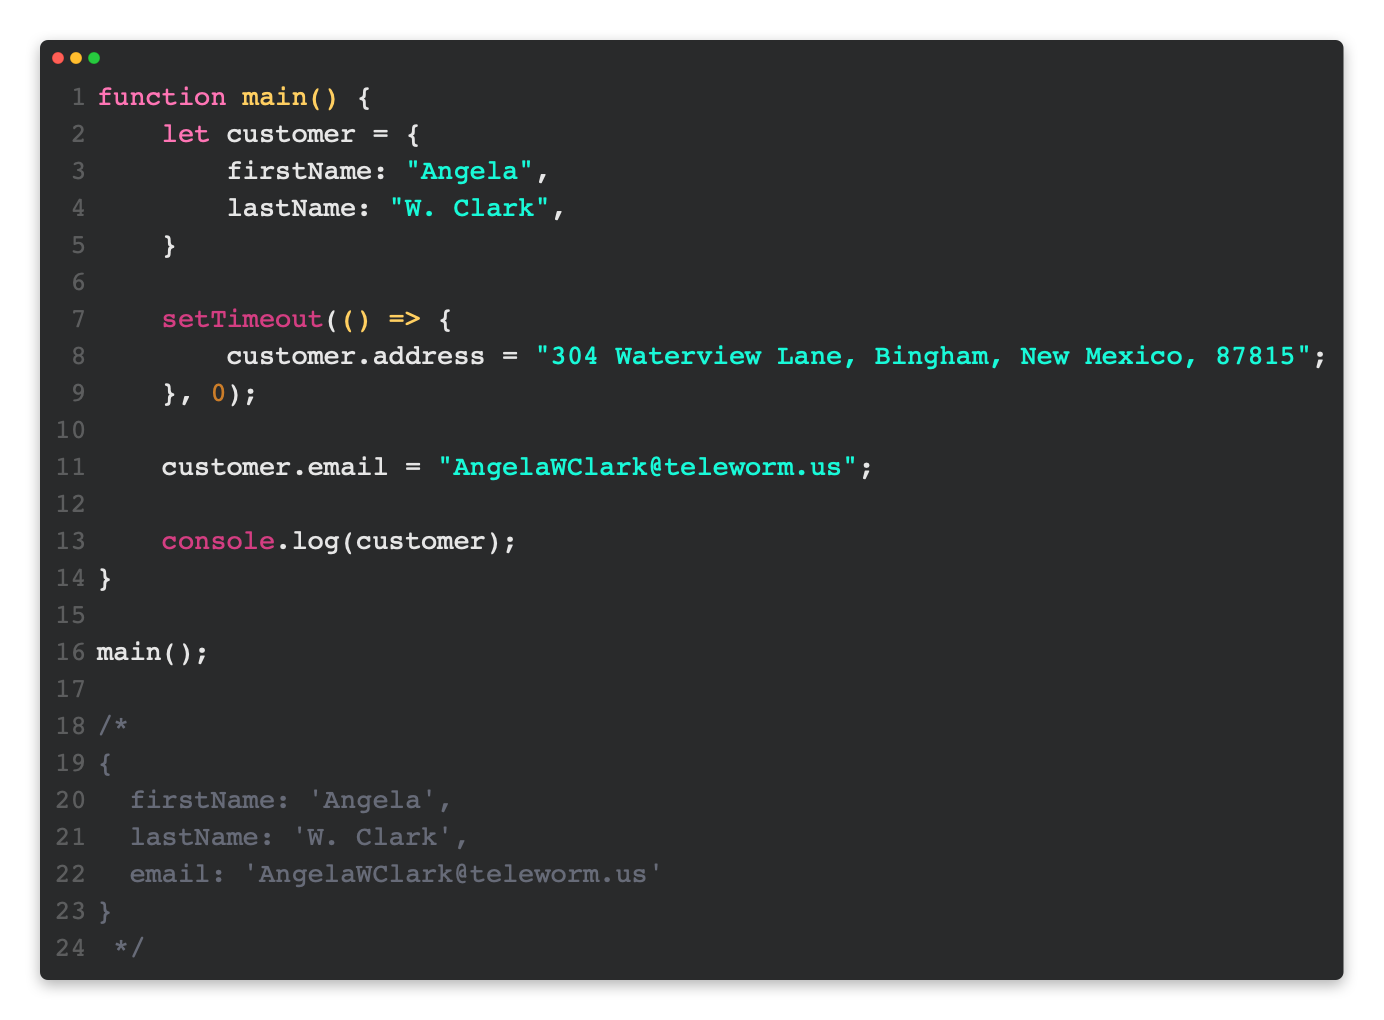 1 function main() {
2     let customer = {
3         firstName: "Angela",
4         lastName: "W. Clark",
5     }
6
7     setTimeout(() => {
8         customer.address = "304 Waterview Lane, Bingham, New Mexico, 87815";
9     }, 0);
10
11     customer.email = "AngelaWClark@teleworm.us";
12
13     console.log(customer);
14 }
15
16 main();
17
18 /*
19 {
20   firstName: 'Angela',
21   lastName: 'W. Clark',
22   email: 'AngelaWClark@teleworm.us'
23 }
24  */